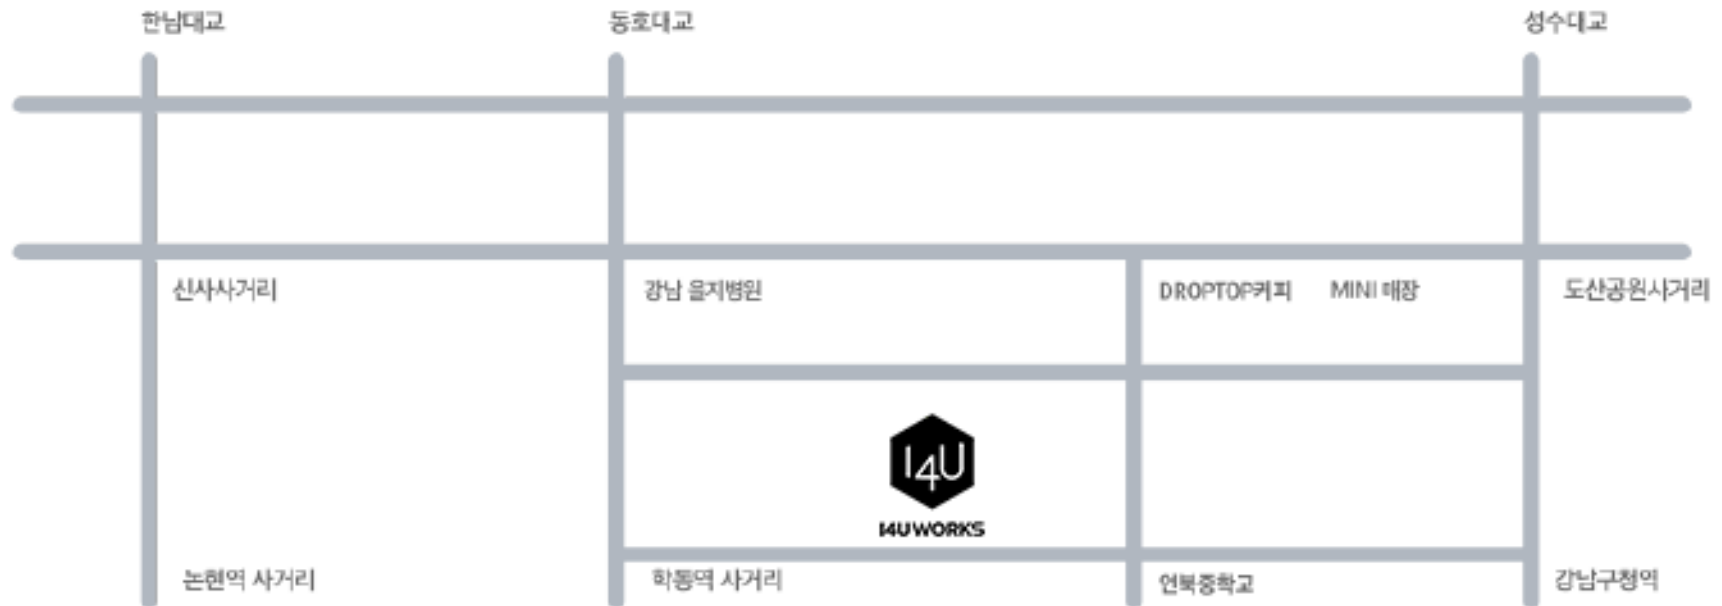 한남대교 동호대교 성수대교
신사사거리 강남 을지병원 DROPTOP커피 MINI 매장 도산공원사거리
I4U
I4UWORKS
논현역 사거리 학동역 사거리 언북중학교 강남구청역